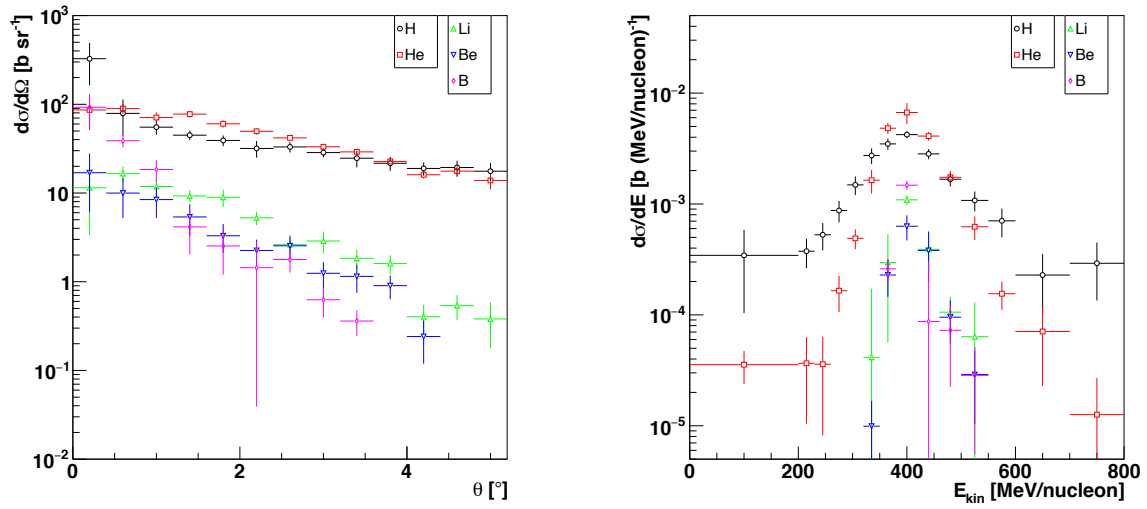 dσ/dΩ [b sr⁻¹]
H
He
Li
Be
B
10³
10²
10
1
10⁻¹
10⁻²
0
2
4
θ [°]
dσ/dE [b (MeV/nucleon)⁻¹]
H
He
Li
Be
B
10⁻²
10⁻³
10⁻⁴
10⁻⁵
0
200
400
600
800
E_kin [MeV/nucleon]